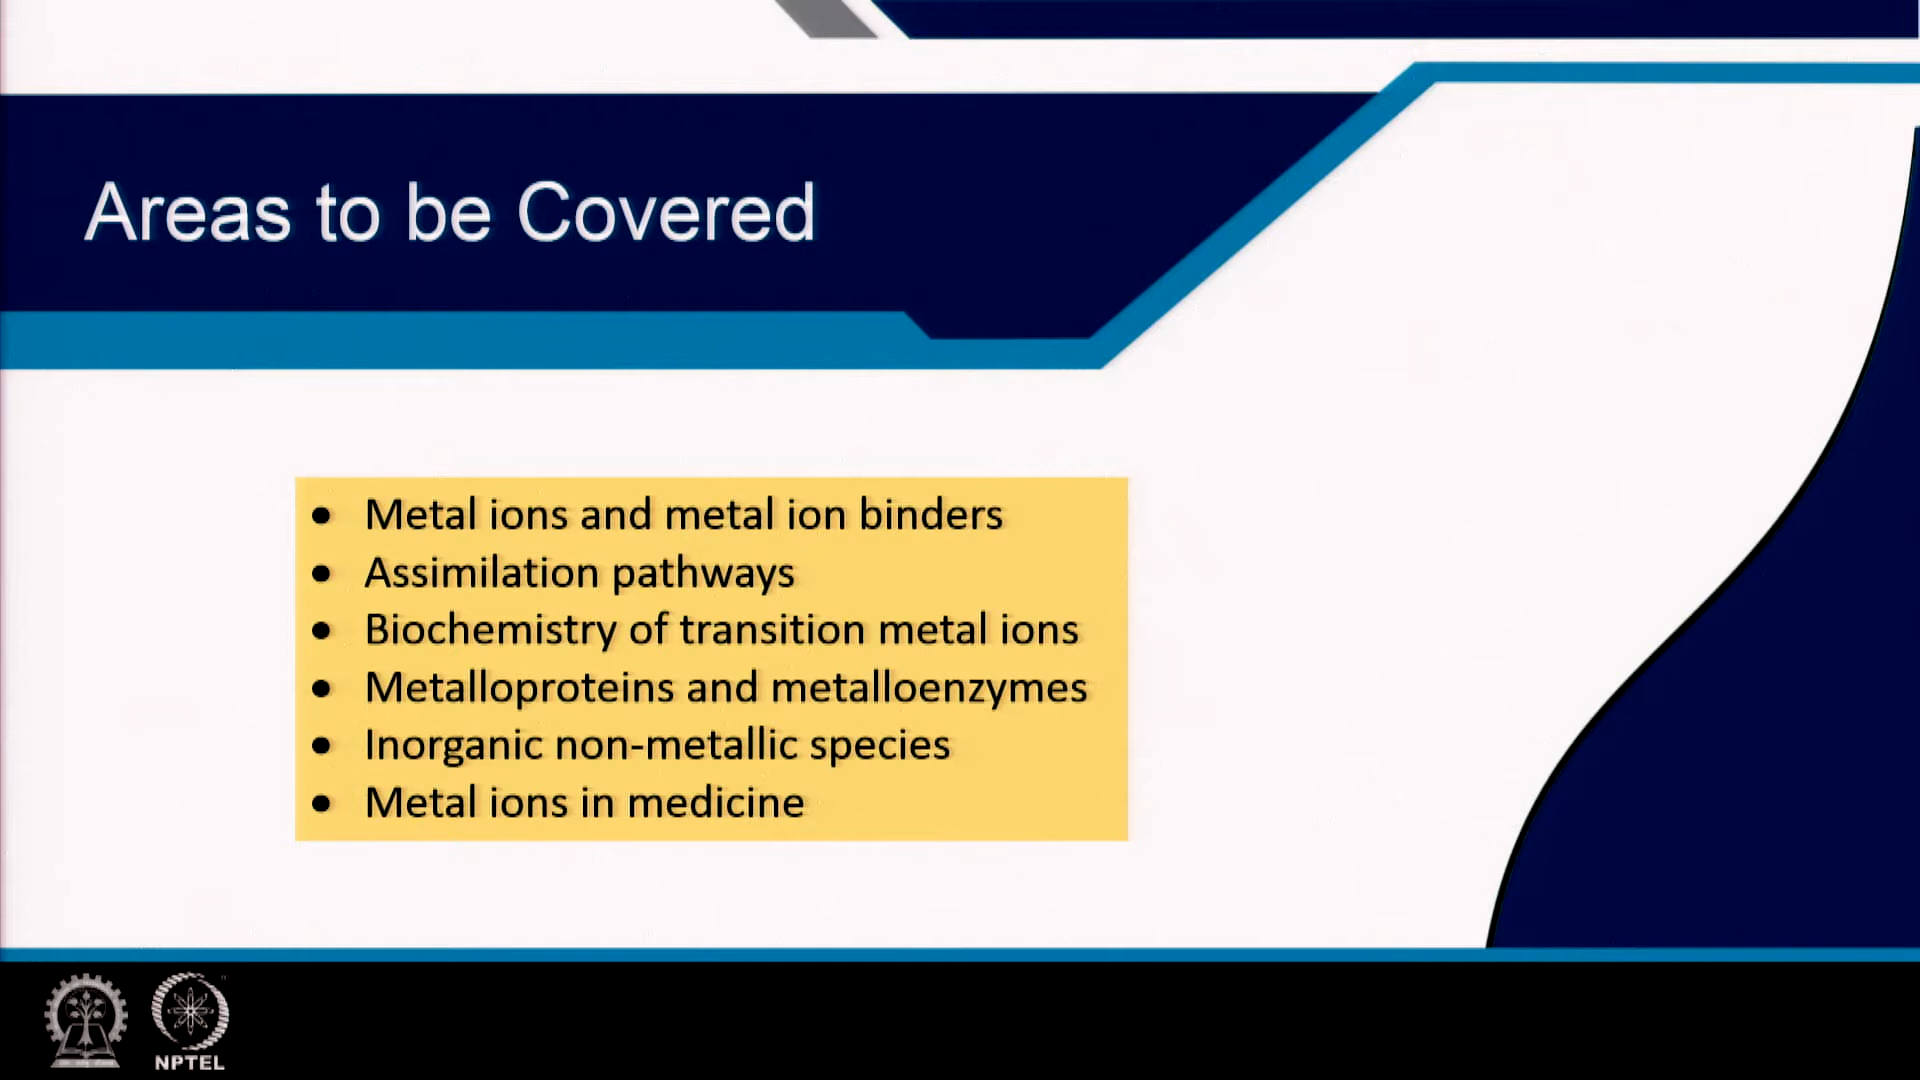 Areas to be Covered
• Metal ions and metal ion binders
• Assimilation pathways
• Biochemistry of transition metal ions
• Metalloproteins and metalloenzymes
• Inorganic non-metallic species
• Metal ions in medicine
NPTEL